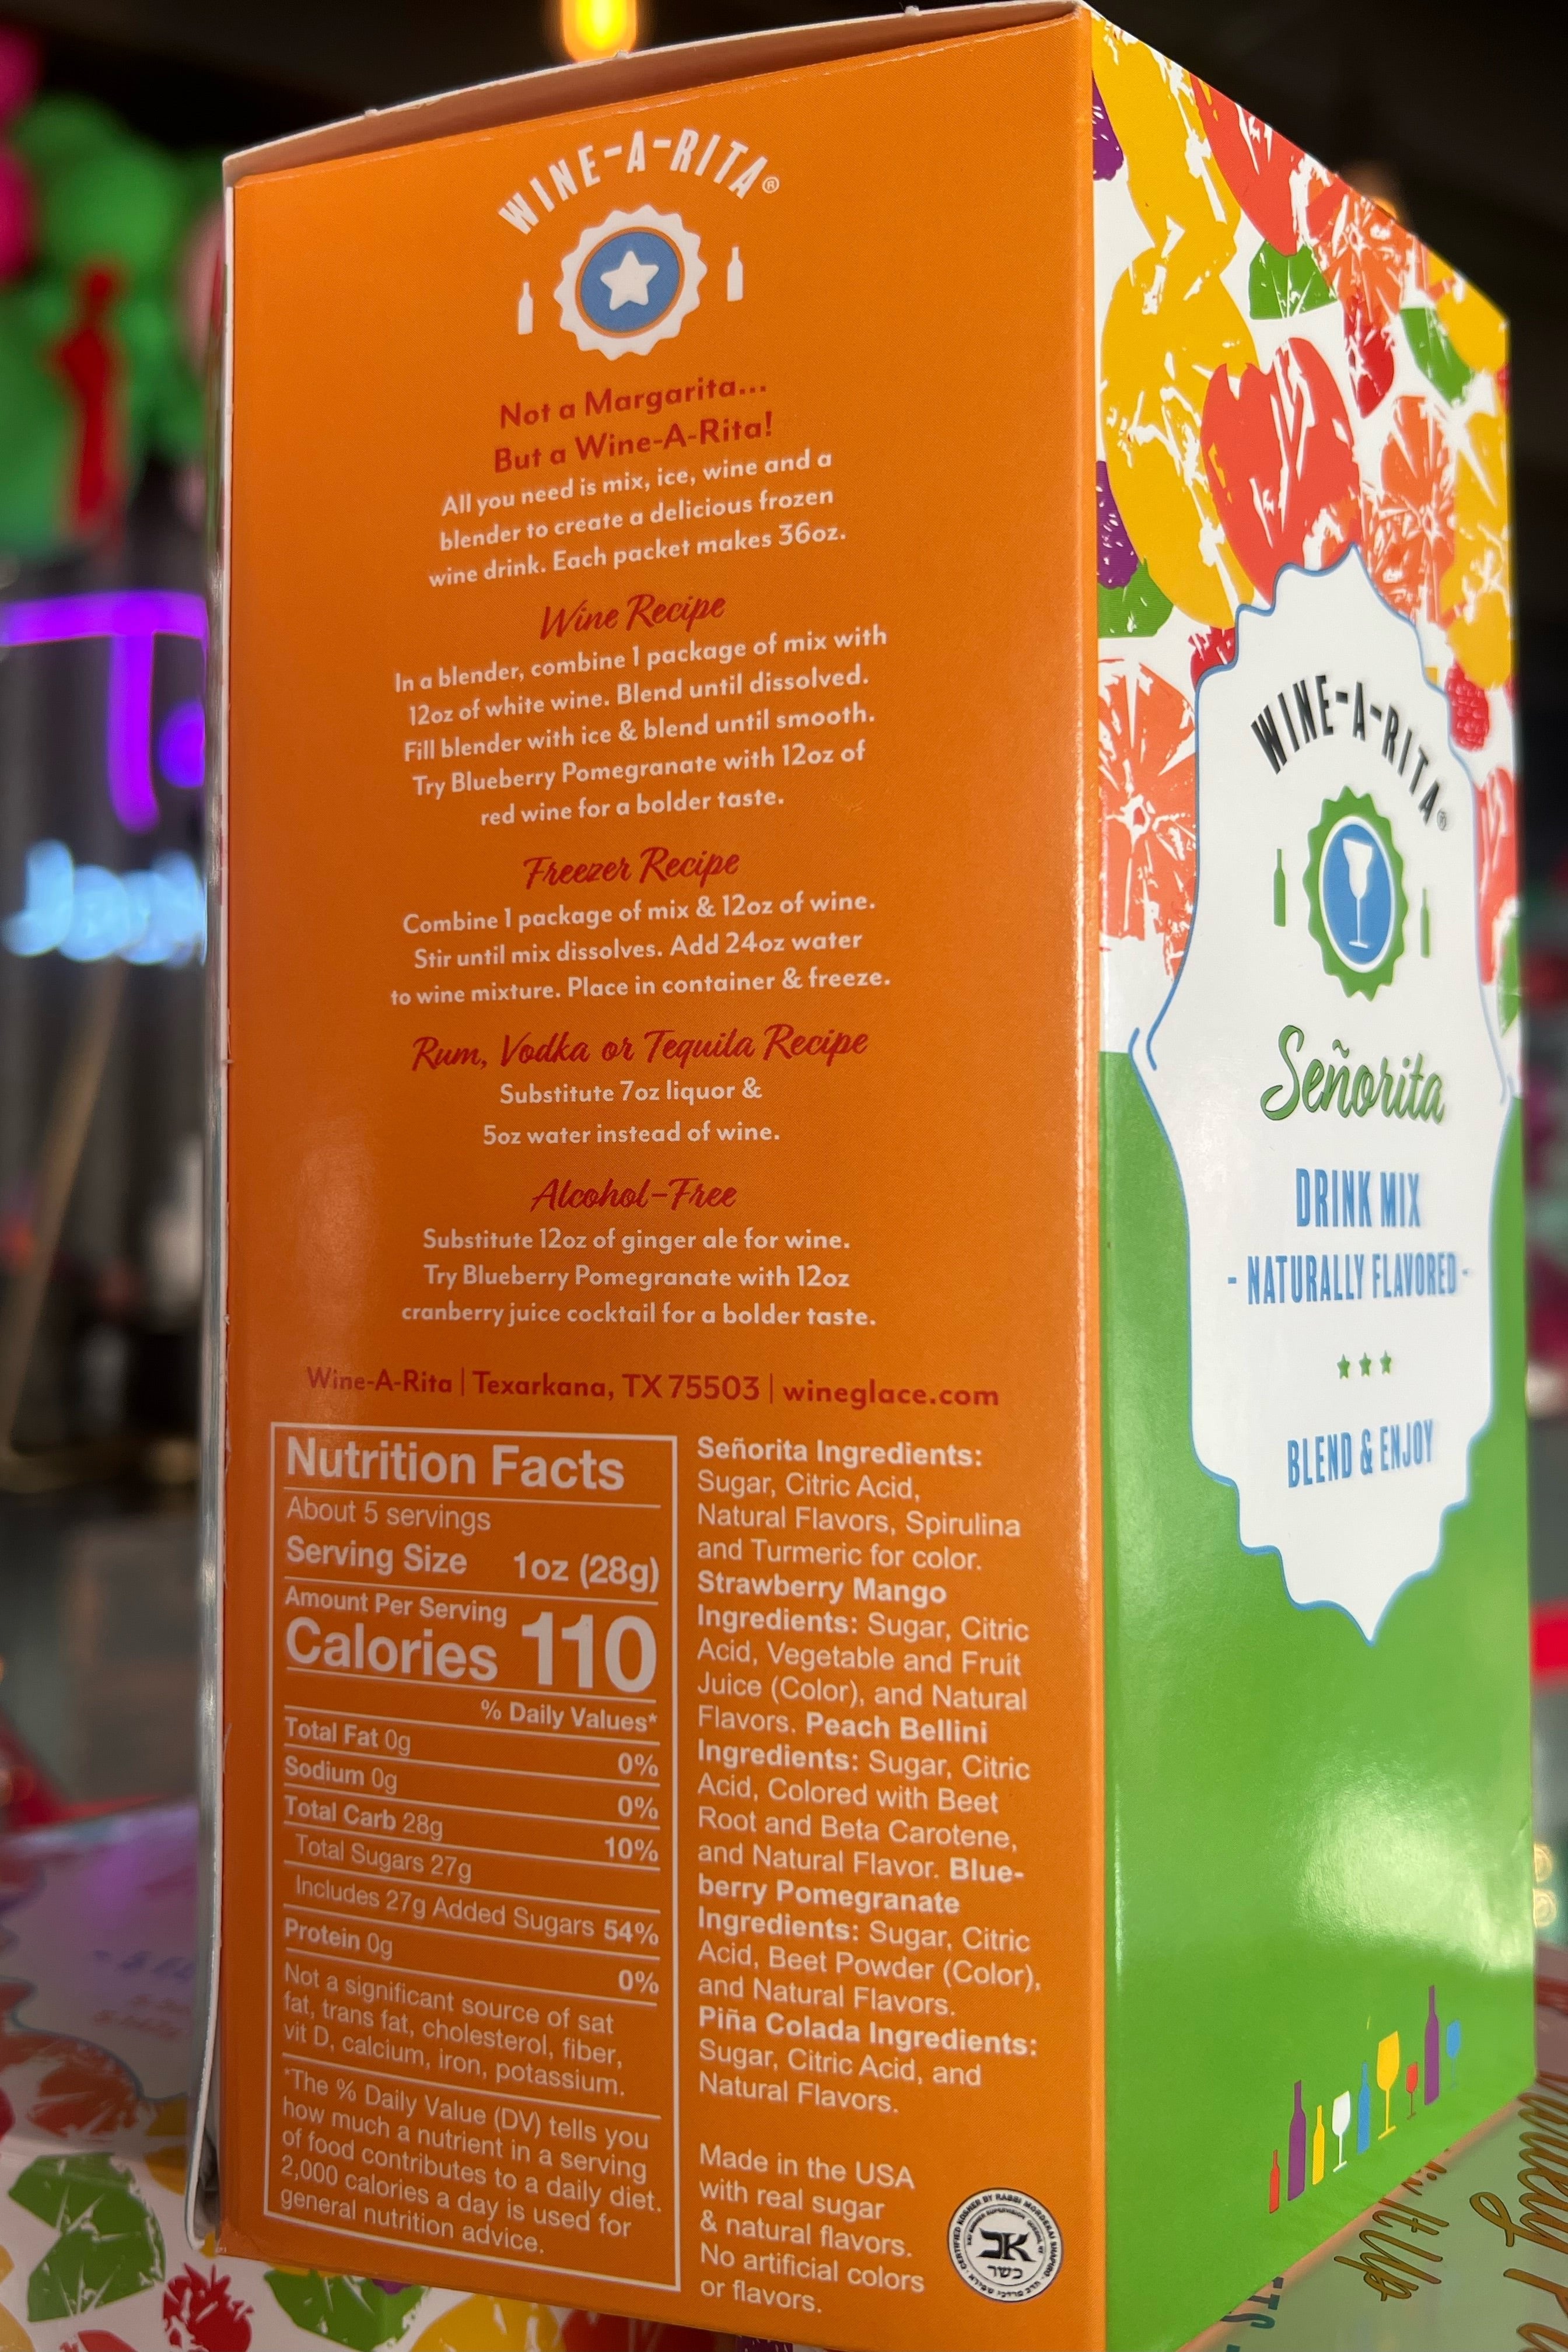 WINE-A-RITA®
Not a Margarita...
But a Wine-A-Rita!
All you need is mix, ice, wine and a
blender to create a delicious frozen
wine drink. Each packet makes 36oz.
Wine Recipe
In a blender, combine 1 package of mix with
12oz of white wine. Blend until dissolved.
Fill blender with ice & blend until smooth.
Try Blueberry Pomegranate with 12oz of
red wine for a bolder taste.
Freezer Recipe
Combine 1 package of mix & 12oz of wine.
Stir until mix dissolves. Add 24oz water
to wine mixture. Place in container & freeze.
Rum, Vodka or Tequila Recipe
Substitute 7oz liquor &
5oz water instead of wine.
Alcohol-Free
Substitute 12oz of ginger ale for wine.
Try Blueberry Pomegranate with 12oz
cranberry juice cocktail for a bolder taste.
Wine-A-Rita | Texarkana, TX 75503 | wineglace.com
Nutrition Facts
About 5 servings
Serving Size 1oz (28g)
Amount Per Serving
Calories 110
% Daily Values*
Total Fat 0g 0%
Sodium 0g 0%
Total Carb 28g 10%
Total Sugars 27g
Includes 27g Added Sugars 54%
Protein 0g 0%
Not a significant source of sat
fat, trans fat, cholesterol, fiber,
vit D, calcium, iron, potassium.
*The % Daily Value (DV) tells you
how much a nutrient in a serving
of food contributes to a daily diet.
2,000 calories a day is used for
general nutrition advice.
Señorita Ingredients:
Sugar, Citric Acid,
Natural Flavors, Spirulina
and Turmeric for color.
Strawberry Mango
Ingredients: Sugar, Citric
Acid, Vegetable and Fruit
Juice (Color), and Natural
Flavors. Peach Bellini
Ingredients: Sugar, Citric
Acid, Colored with Beet
Root and Beta Carotene,
and Natural Flavor. Blue-
berry Pomegranate
Ingredients: Sugar, Citric
Acid, Beet Powder (Color),
and Natural Flavors.
Piña Colada Ingredients:
Sugar, Citric Acid, and
Natural Flavors.
Made in the USA
with real sugar
& natural flavors.
No artificial colors
or flavors.
CERTIFIED KOSHER BY RABBI MORDEKAI SHAPIRO
כשר
WINE-A-RITA®
Señorita
DRINK MIX
- NATURALLY FLAVORED -
BLEND & ENJOY
It Up